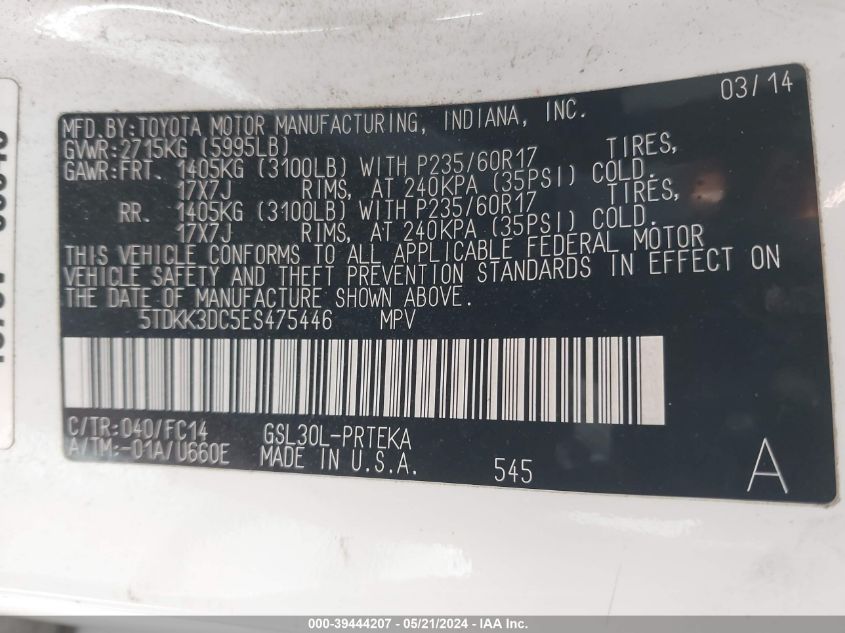 03/14
MFD.BY:TOYOTA MOTOR MANUFACTURING, INDIANA, INC.
GVWR:2715KG (5995LB)
GAWR:FRT. 1405KG (3100LB) WITH P235/60R17 TIRES,
17X7J RIMS, AT 240KPA (35PSI) COLD.
RR. 1405KG (3100LB) WITH P235/60R17 TIRES,
17X7J RIMS, AT 240KPA (35PSI) COLD.
THIS VEHICLE CONFORMS TO ALL APPLICABLE FEDERAL MOTOR
VEHICLE SAFETY AND THEFT PREVENTION STANDARDS IN EFFECT ON
THE DATE OF MANUFACTURE SHOWN ABOVE.
5TDKK3DC5ES475446 MPV
C/TR:040/FC14 GSL30L-PRTEKA
A/TM:-01A/U660E MADE IN U.S.A. 545 A
000-39444207 - 05/21/2024 - IAA Inc.